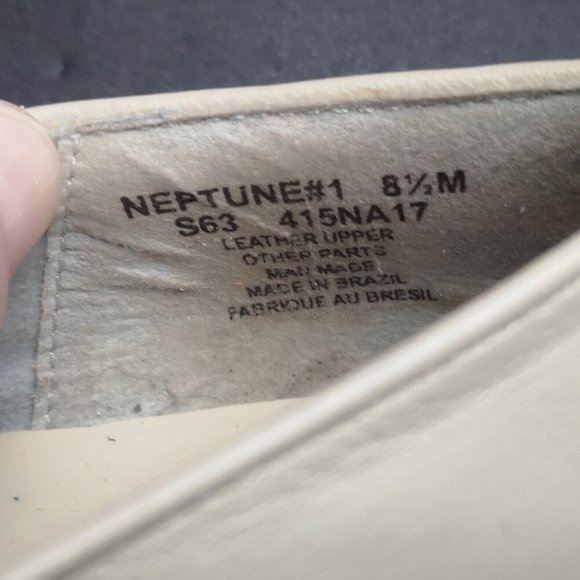 NEPTUNE#1 8½M
S63 415NA17
LEATHER UPPER
OTHER PARTS
MAN MADE
MADE IN BRAZIL
FABRIQUE AU BRESIL